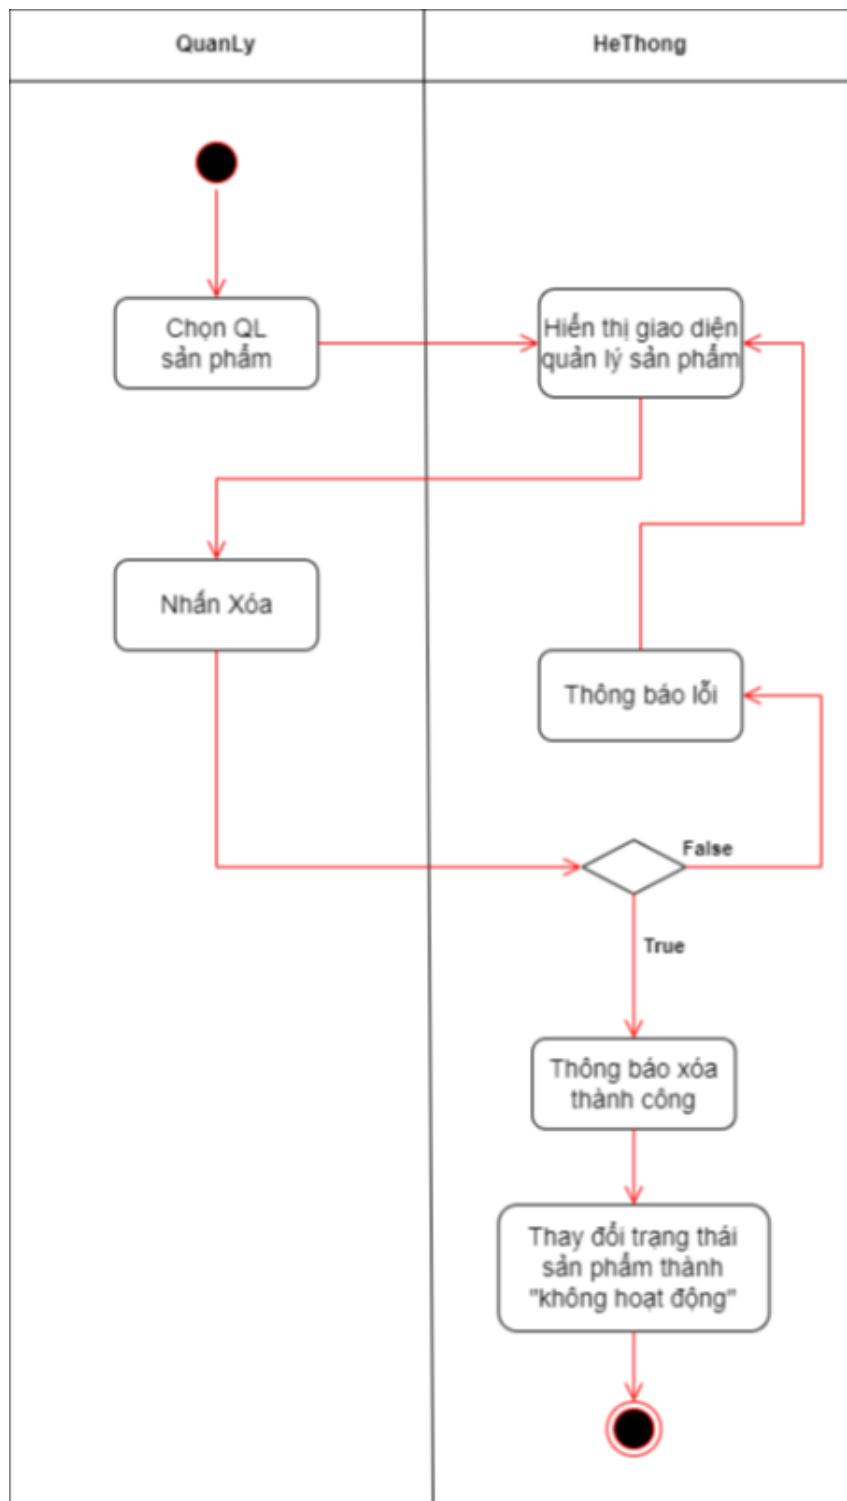 QuanLy
HeThong
Chọn QL
sản phẩm
Hiển thị giao diện
quản lý sản phẩm
Nhấn Xóa
Thông báo lỗi
False
True
Thông báo xóa
thành công
Thay đổi trạng thái
sản phẩm thành
"không hoạt động"